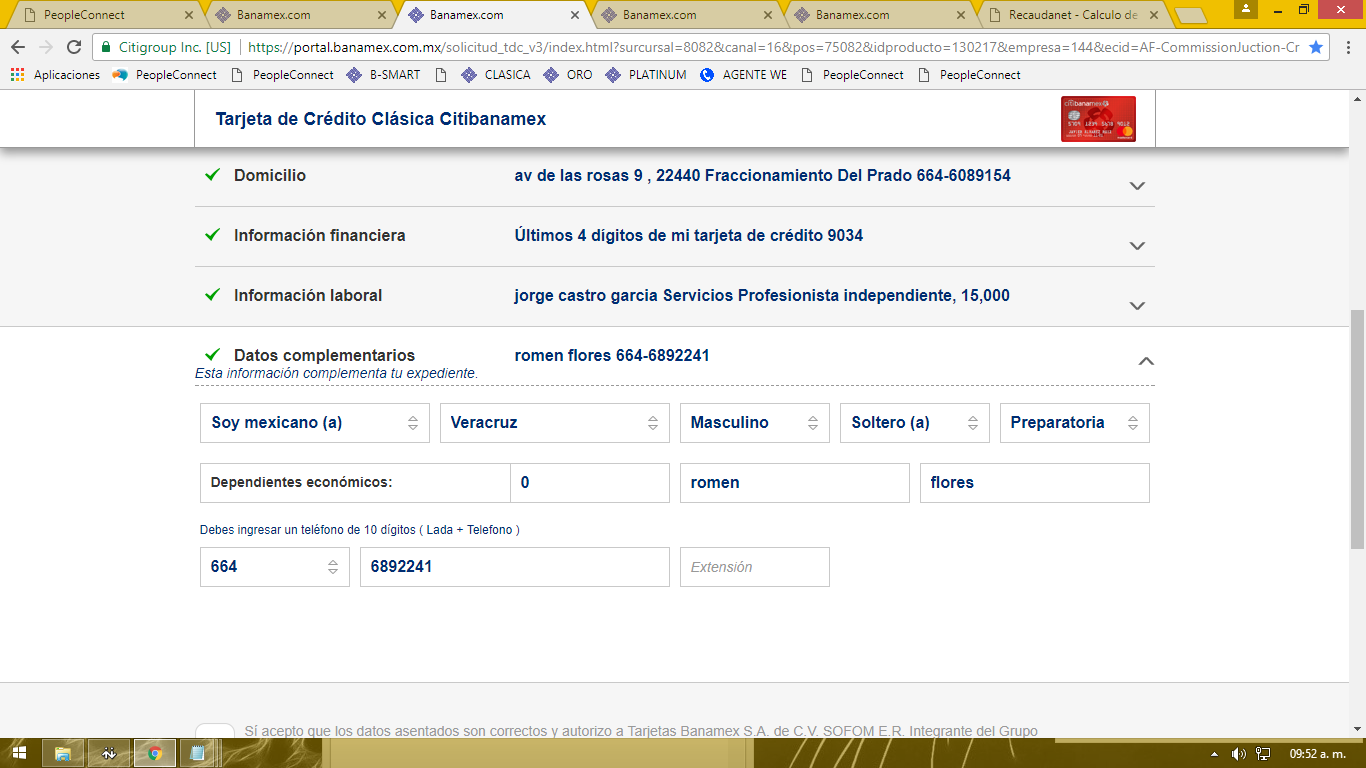 PeopleConnect
Banamex.com
Banamex.com
Banamex.com
Banamex.com
Recaudanet - Calculo de
Citigroup Inc. [US] https://portal.banamex.com.mx/solicitud_tdc_v3/index.html?surcursal=8082&canal=16&pos=75082&idproducto=130217&empresa=144&ecid=AF-CommissionJuction-Cr
Aplicaciones PeopleConnect PeopleConnect B-SMART CLASICA ORO PLATINUM AGENTE WE PeopleConnect PeopleConnect
Tarjeta de Crédito Clásica Citibanamex
citibanamex
Domicilio av de las rosas 9 , 22440 Fraccionamiento Del Prado 664-6089154
Información financiera Últimos 4 dígitos de mi tarjeta de crédito 9034
Información laboral jorge castro garcia Servicios Profesionista independiente, 15,000
Datos complementarios romen flores 664-6892241
Esta información complementa tu expediente.
Soy mexicano (a) Veracruz Masculino Soltero (a) Preparatoria
Dependientes económicos: 0 romen flores
Debes ingresar un teléfono de 10 dígitos ( Lada + Telefono )
664 6892241 Extensión
Sí acepto que los datos asentados son correctos y autorizo a Tarjetas Banamex S.A. de C.V. SOFOM E.R. Integrante del Grupo
09:52 a. m.